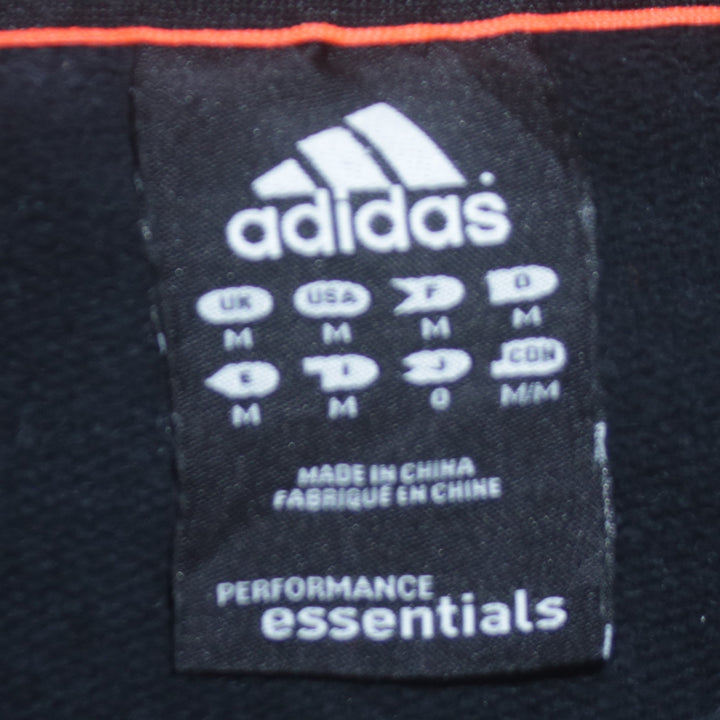 adidas
UK USA F D
M M M M
E I J CDN
M M O M/M
MADE IN CHINA
FABRIQUÉ EN CHINE
PERFORMANCE
essentials